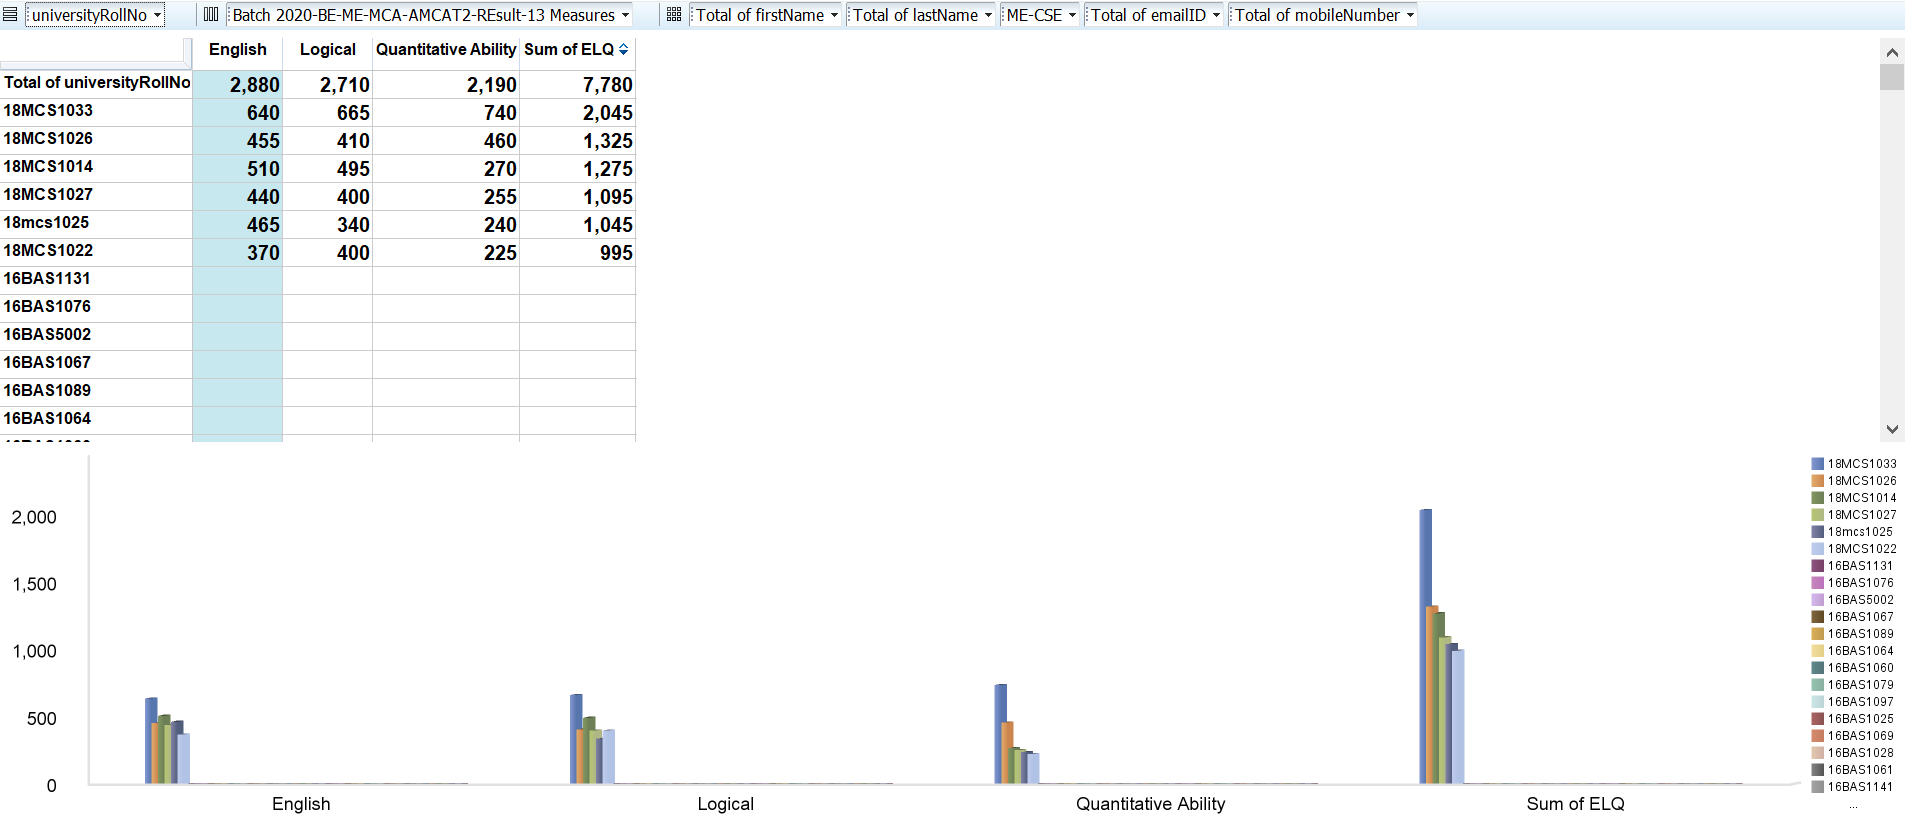 universityRollNo Batch 2020-BE-ME-MCA-AMCAT2-REsult-13 Measures Total of firstName Total of lastName ME-CSE Total of emailID Total of mobileNumber
English Logical Quantitative Ability Sum of ELQ
Total of universityRollNo 2,880 2,710 2,190 7,780
18MCS1033 640 665 740 2,045
18MCS1026 455 410 460 1,325
18MCS1014 510 495 270 1,275
18MCS1027 440 400 255 1,095
18mcs1025 465 340 240 1,045
18MCS1022 370 400 225 995
16BAS1131
16BAS1076
16BAS5002
16BAS1067
16BAS1089
16BAS1064
2,000
1,500
1,000
500
0
English Logical Quantitative Ability Sum of ELQ
18MCS1033
18MCS1026
18MCS1014
18MCS1027
18mcs1025
18MCS1022
16BAS1131
16BAS1076
16BAS5002
16BAS1067
16BAS1089
16BAS1064
16BAS1060
16BAS1079
16BAS1097
16BAS1025
16BAS1069
16BAS1028
16BAS1061
16BAS1141
...